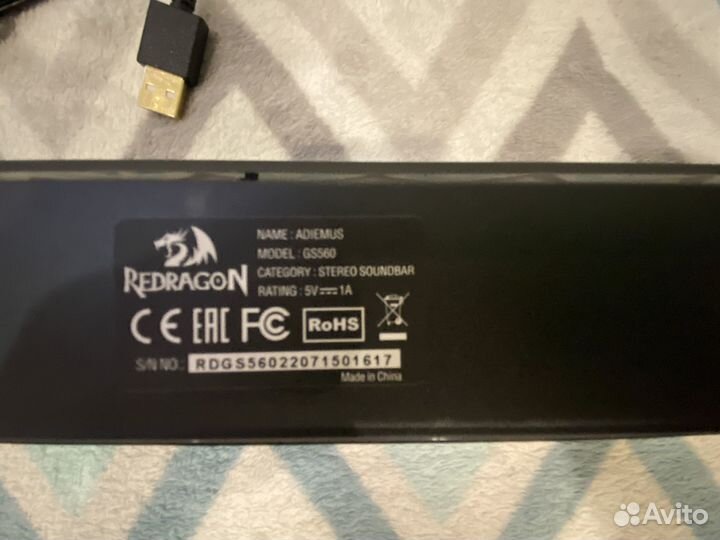 REDRAGON
NAME : ADIEMUS
MODEL : GS560
CATEGORY : STEREO SOUNDBAR
RATING : 5V⎓1A
CE EAC FC RoHS
S/N NO.: RDGS56022071501617
Made in China
Avito